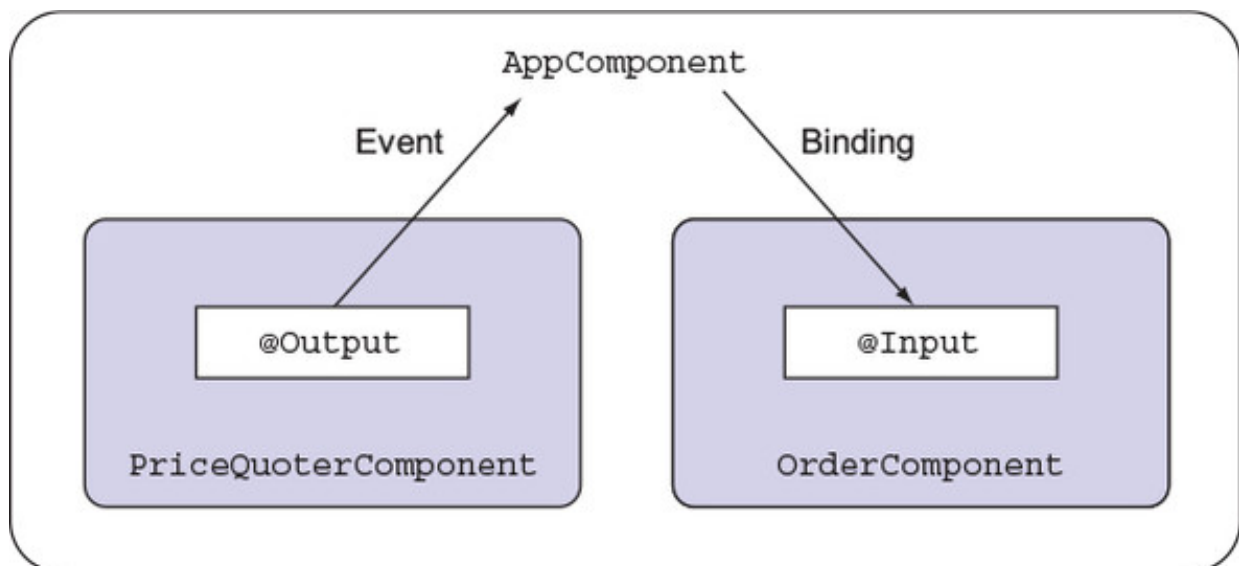 AppComponent
Event
Binding
@Output
@Input
PriceQuoterComponent
OrderComponent